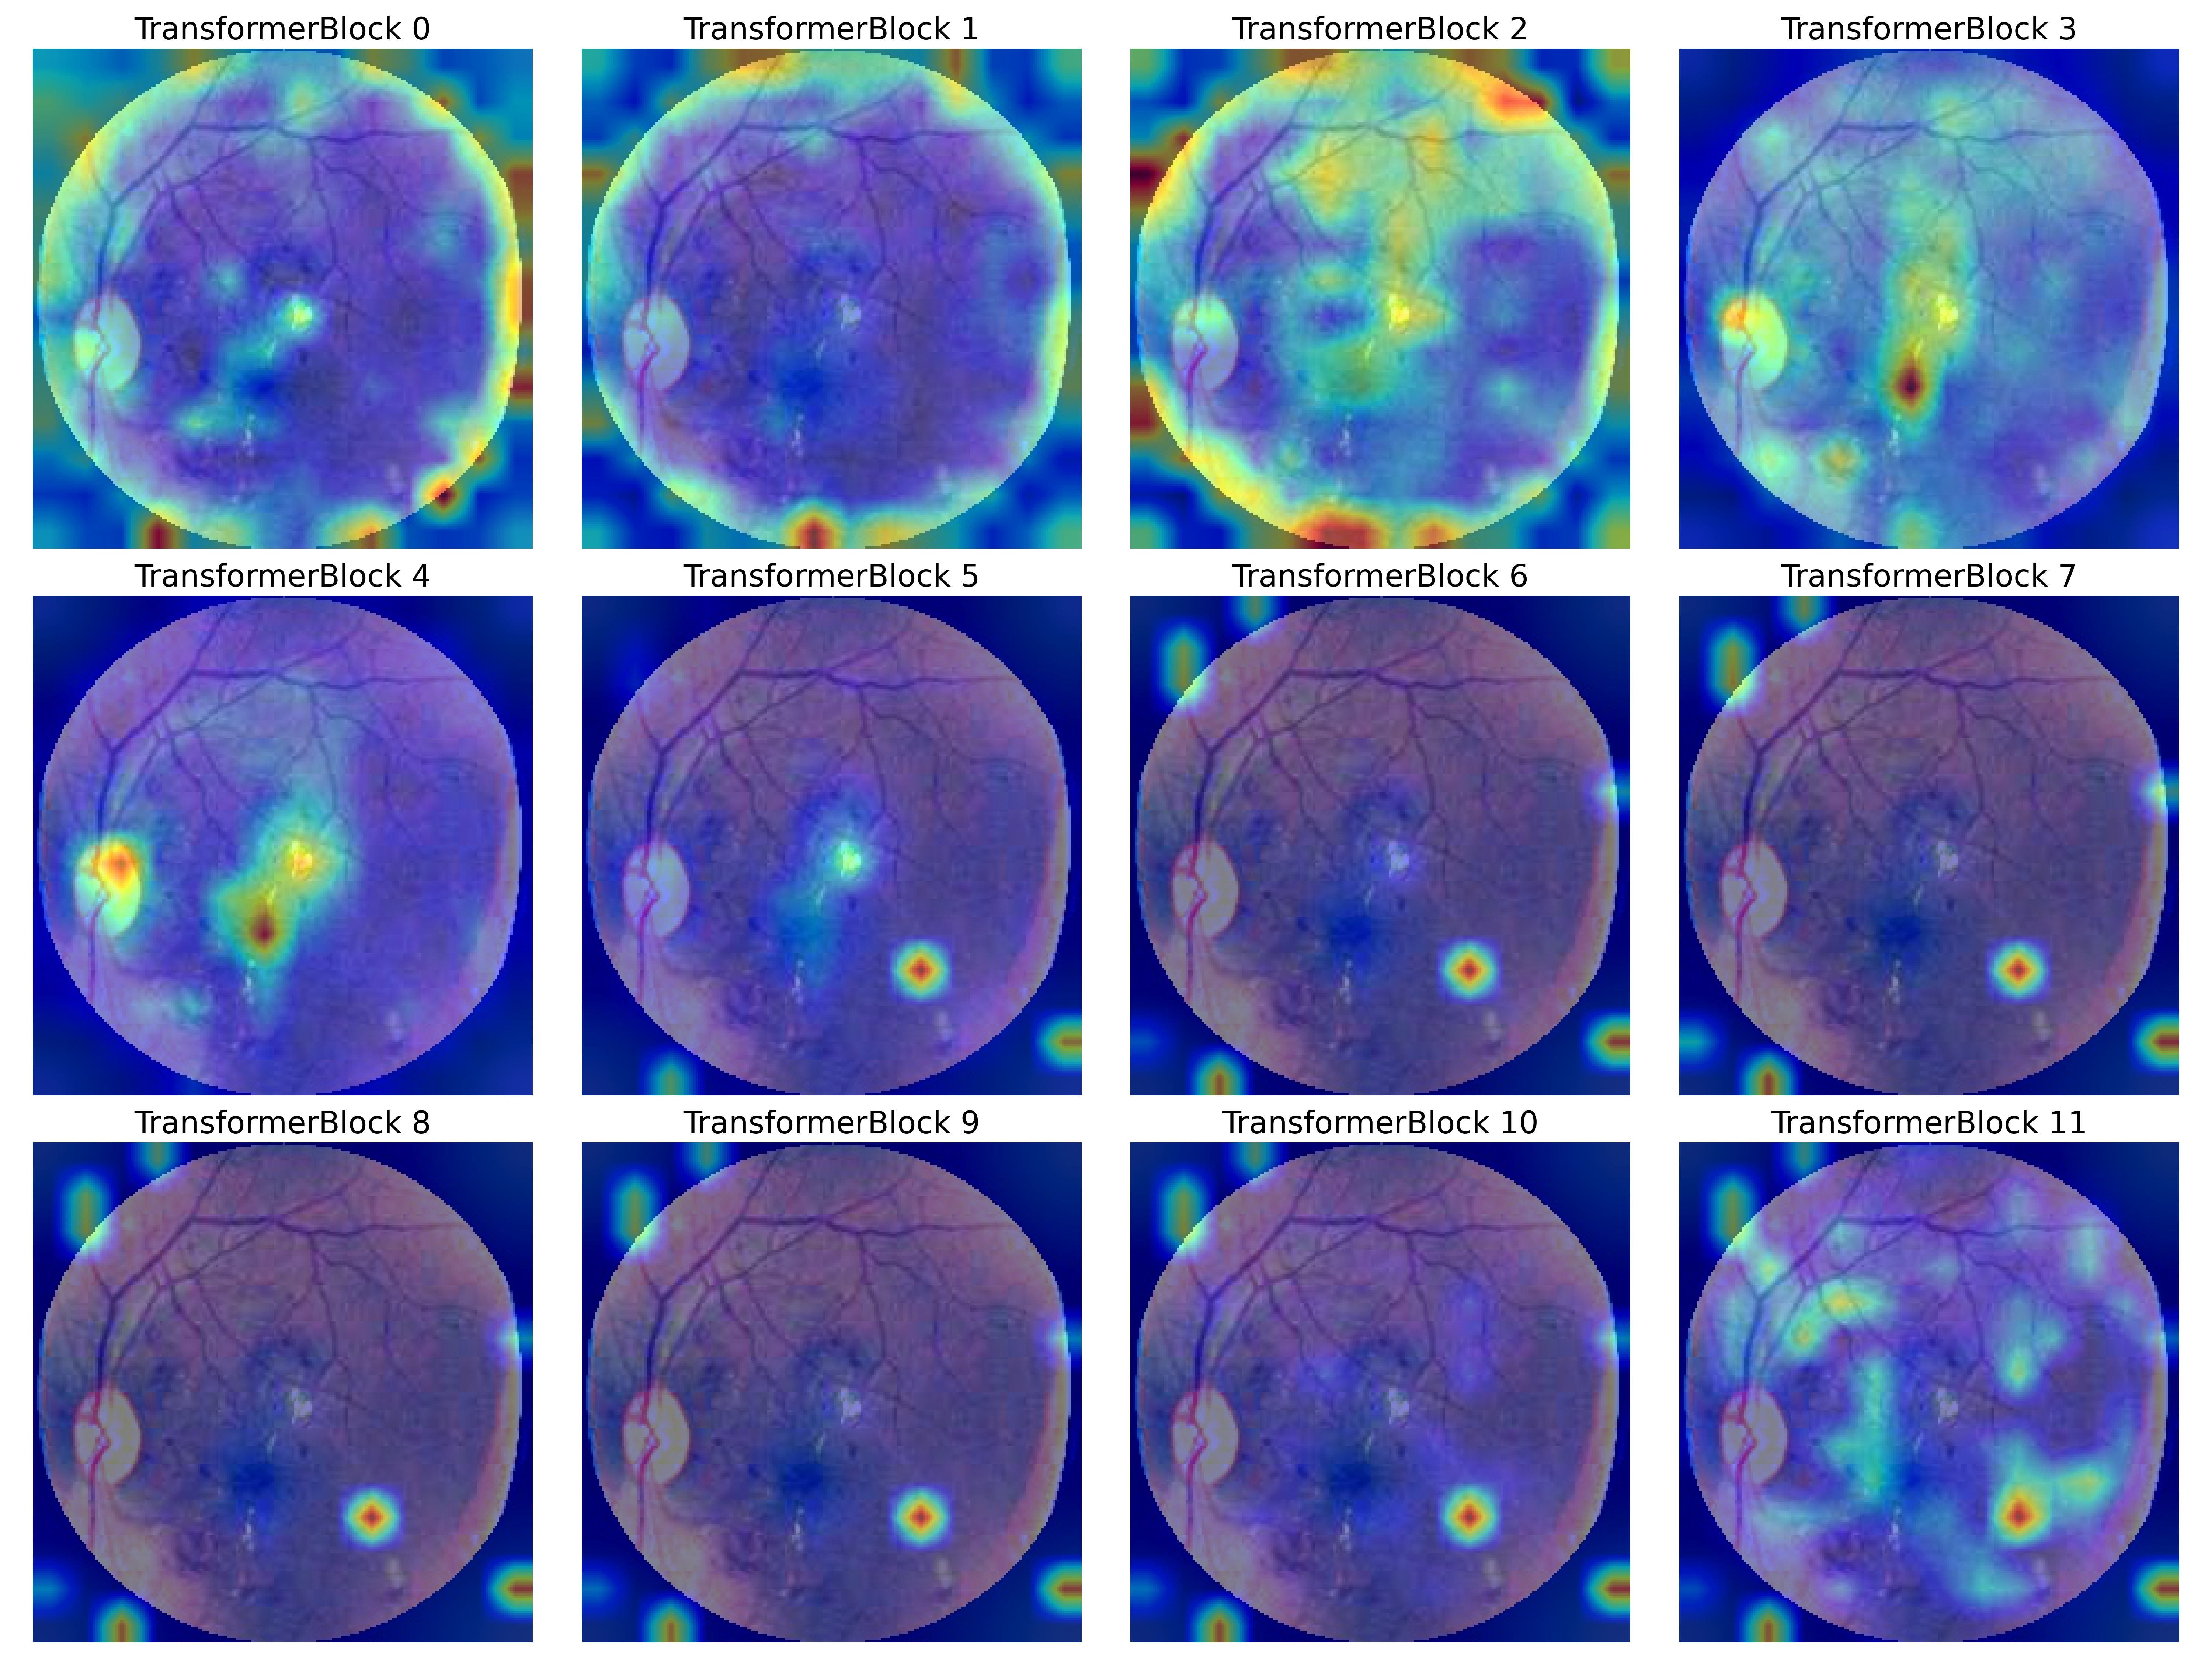 TransformerBlock 0
TransformerBlock 1
TransformerBlock 2
TransformerBlock 3
TransformerBlock 4
TransformerBlock 5
TransformerBlock 6
TransformerBlock 7
TransformerBlock 8
TransformerBlock 9
TransformerBlock 10
TransformerBlock 11